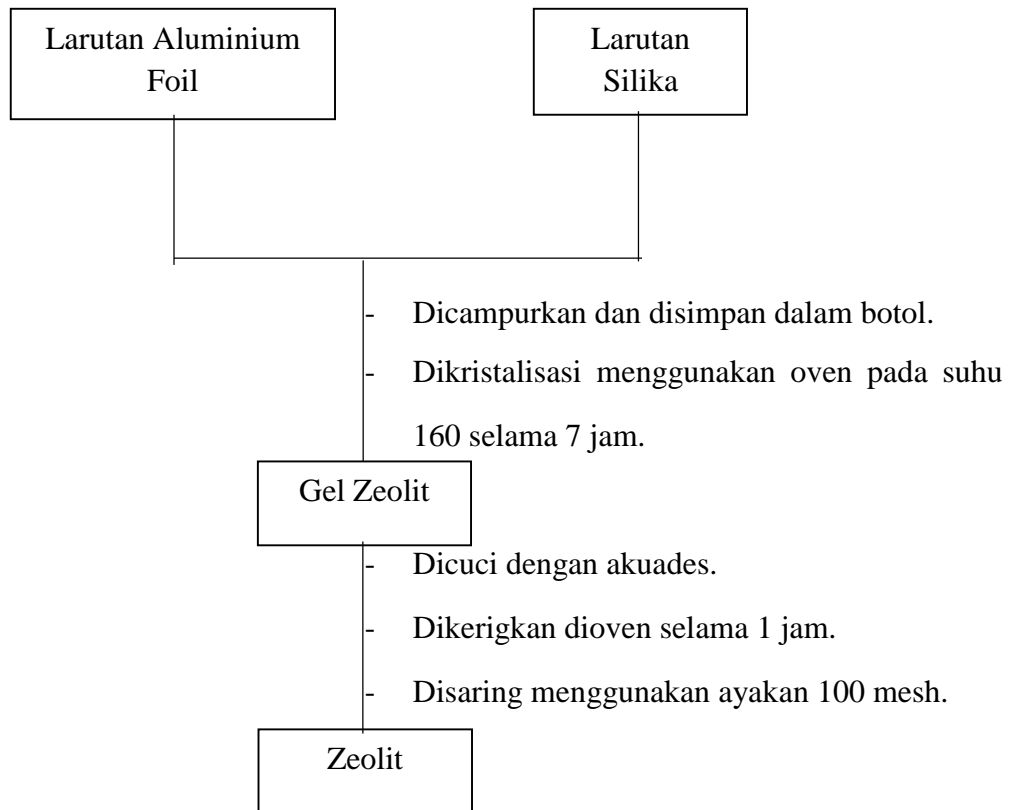 Larutan Aluminium
Foil
Larutan
Silika
- Dicampurkan dan disimpan dalam botol.
- Dikristalisasi menggunakan oven pada suhu
160 selama 7 jam.
Gel Zeolit
- Dicuci dengan akuades.
- Dikerigkan dioven selama 1 jam.
- Disaring menggunakan ayakan 100 mesh.
Zeolit